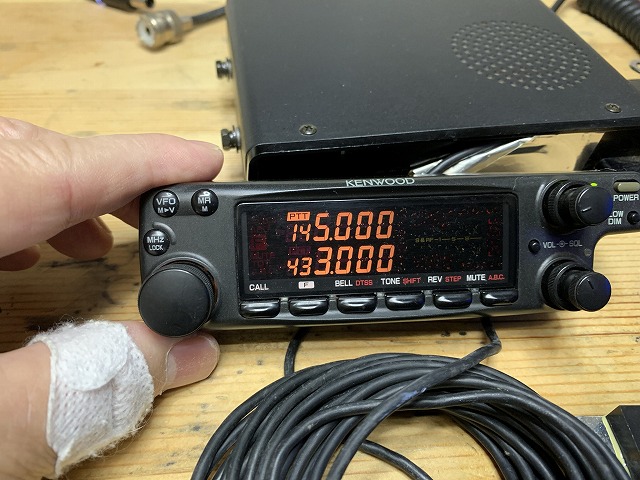 KENWOOD
VFO
M►V
MR
M
MHz
LOCK
PTT
145.000
433.000
POWER
LOW
DIM
VOL SQL
CALL F BELL DTSS TONE SHIFT REV STEP MUTE A.B.C.